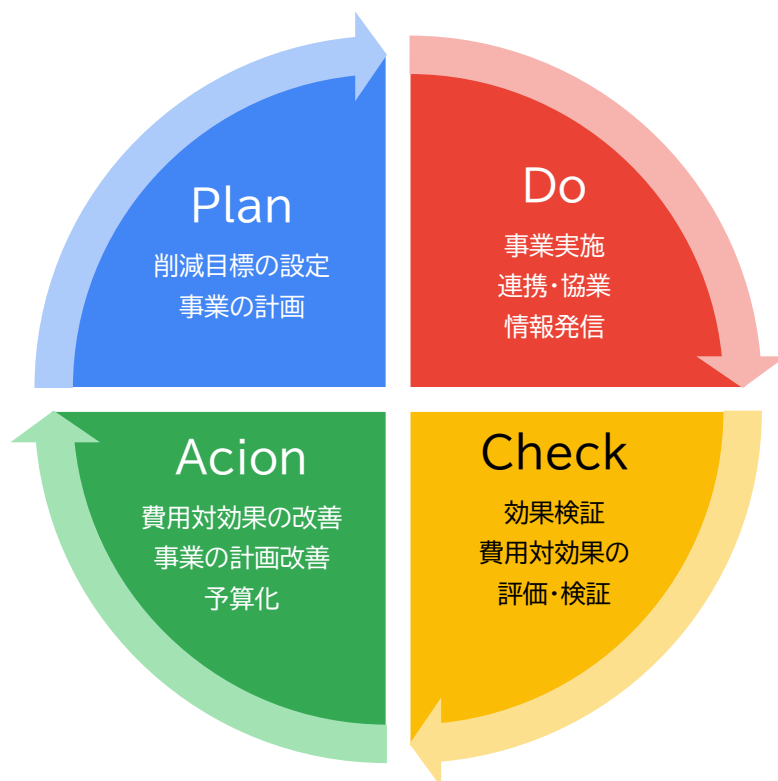 Plan
削減目標の設定
事業の計画
Do
事業実施
連携・協業
情報発信
Check
効果検証
費用対効果の
評価・検証
Acion
費用対効果の改善
事業の計画改善
予算化